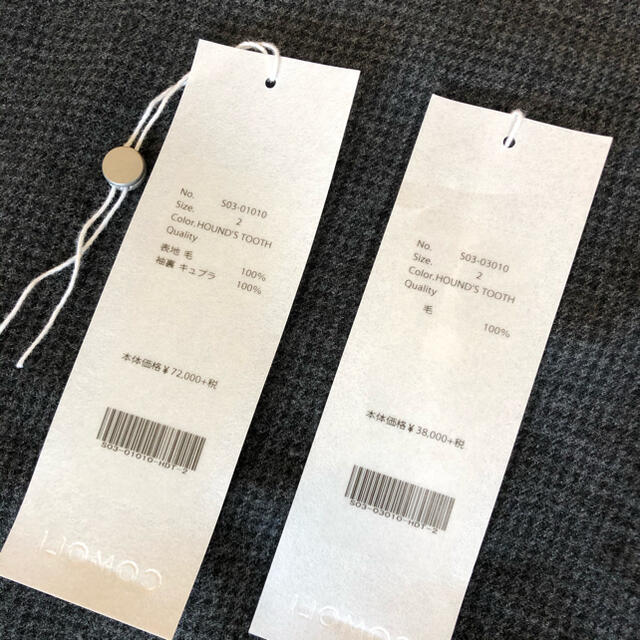 No. S03-01010
Size. 2
Color.HOUND'S TOOTH
Quality
表地 毛 100%
袖裏 キュプラ 100%
本体価格¥72,000+税
S03-01010-H01-2
COMOLI
No. S03-03010
Size. 2
Color.HOUND'S TOOTH
Quality
毛 100%
本体価格¥38,000+税
S03-03010-H01-2
COMOLI